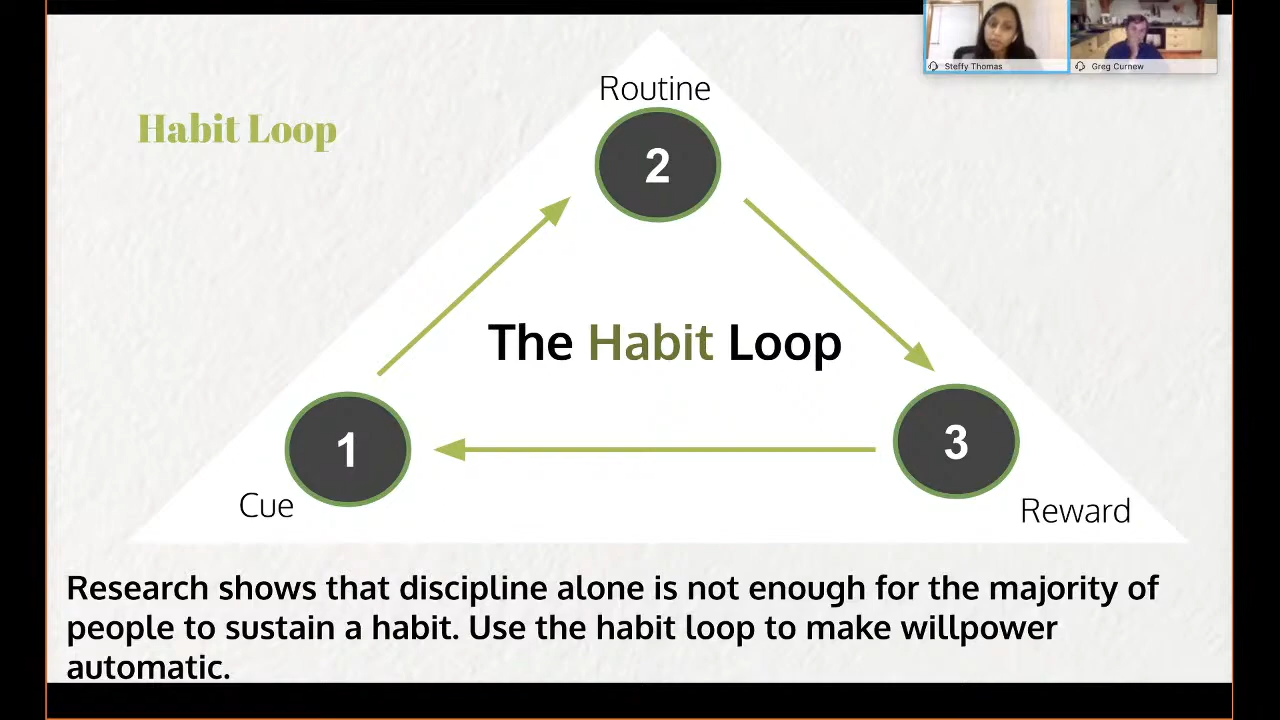 Steffy Thomas
Greg Curnew
Habit Loop
Routine
2
The Habit Loop
1
3
Cue
Reward
Research shows that discipline alone is not enough for the majority of
people to sustain a habit. Use the habit loop to make willpower
automatic.